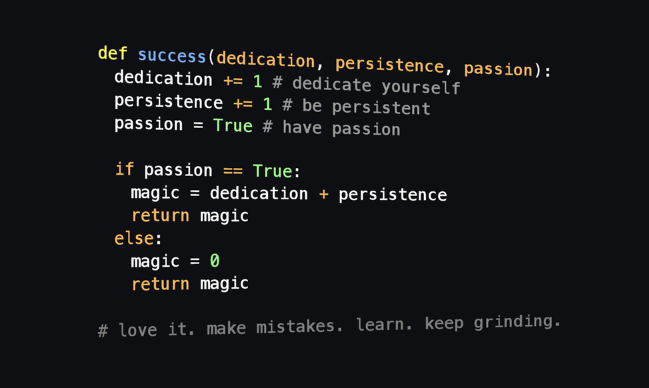 def success(dedication, persistence, passion):
  dedication += 1 # dedicate yourself
  persistence += 1 # be persistent
  passion = True # have passion

  if passion == True:
    magic = dedication + persistence
    return magic
  else:
    magic = 0
    return magic

# love it. make mistakes. learn. keep grinding.